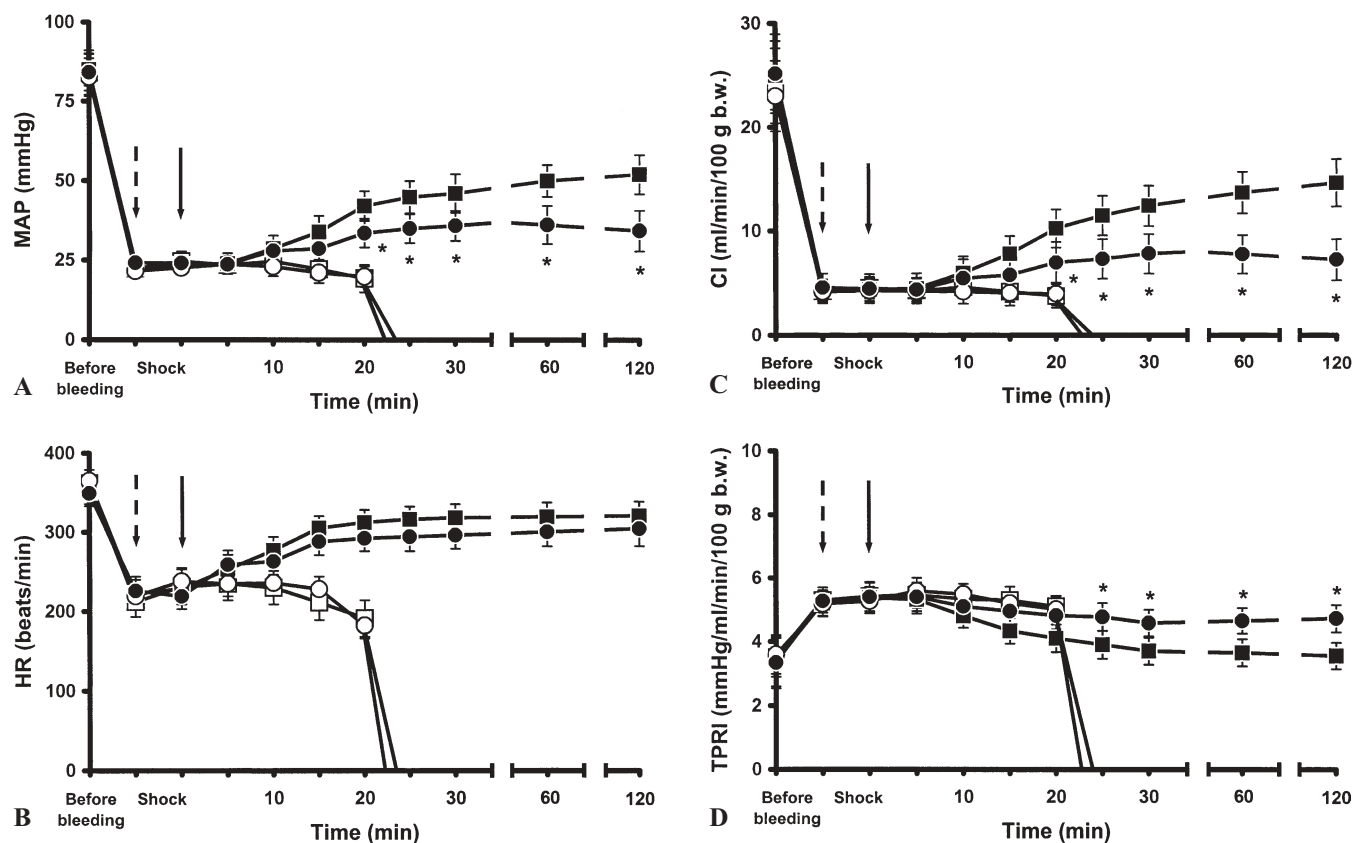 100
75
50
25
0
MAP (mmHg)
* * * * *
Before bleeding Shock 10 20 30 60 120
Time (min)
A
30
20
10
0
CI (ml/min/100 g b.w.)
* * * * *
Before bleeding Shock 10 20 30 60 120
Time (min)
C
400
300
200
100
0
HR (beats/min)
Before bleeding Shock 10 20 30 60 120
Time (min)
B
10
8
6
4
2
0
TPRI (mmHg/ml/min/100 g b.w.)
* * * *
Before bleeding Shock 10 20 30 60 120
Time (min)
D